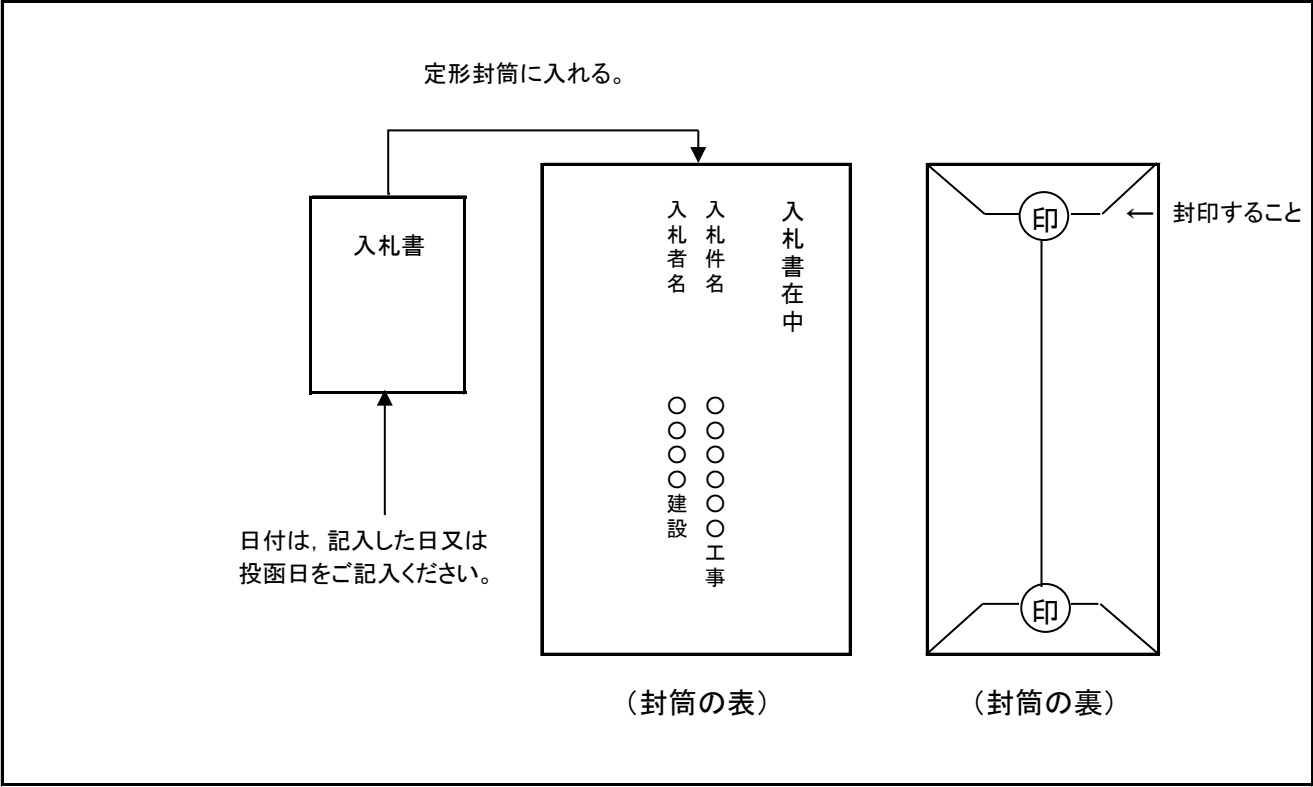 定形封筒に入れる。
入札書
日付は，記入した日又は
投函日をご記入ください。
入札書在中
入札件名　〇〇〇〇〇〇工事
入札者名　〇〇〇〇建設
（封筒の表）
印
← 封印すること
印
（封筒の裏）